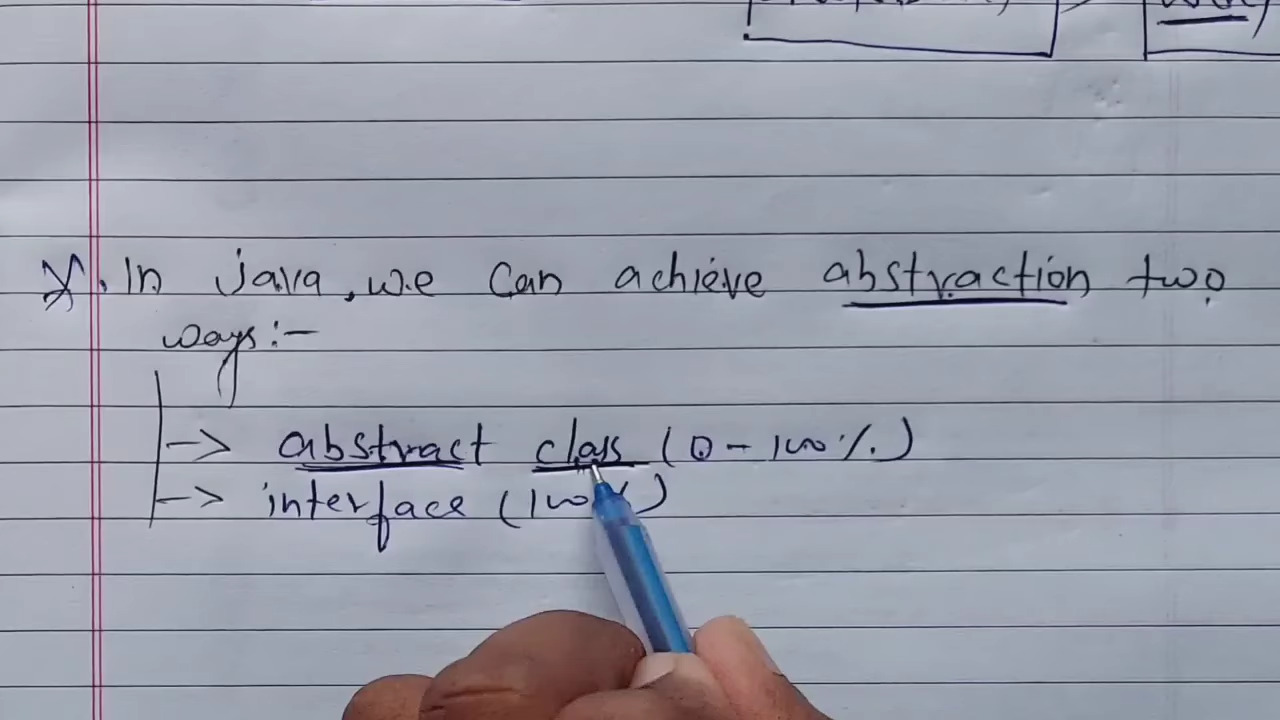 In java, we can achieve abstraction two
ways:-
-> abstract class (0-100%)
-> interface (100%)